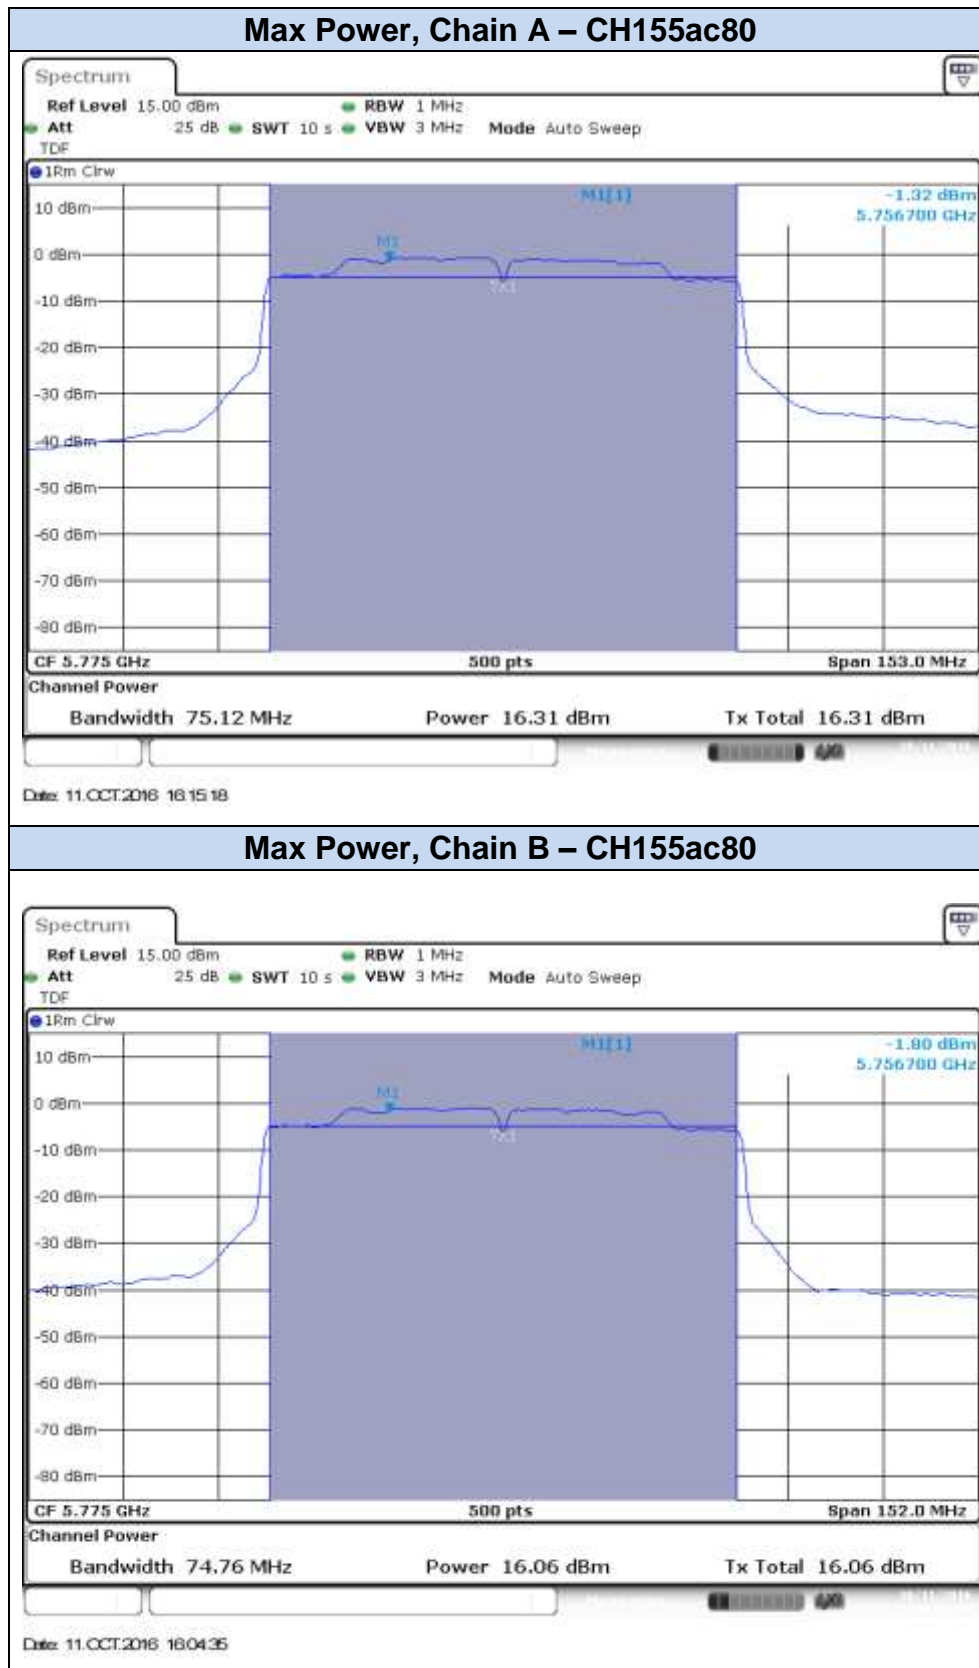 Max Power, Chain A – CH155ac80
Spectrum
Ref Level 15.00 dBm RBW 1 MHz
Att 25 dB SWT 10 s VBW 3 MHz Mode Auto Sweep
TDF
1Rm Clrw
M1[1] -1.32 dBm
5.756700 GHz
10 dBm
M1
0 dBm
Tx1
-10 dBm
-20 dBm
-30 dBm
-40 dBm
-50 dBm
-60 dBm
-70 dBm
-80 dBm
CF 5.775 GHz 500 pts Span 153.0 MHz
Channel Power
Bandwidth 75.12 MHz Power 16.31 dBm Tx Total 16.31 dBm
Date: 11.OCT.2016 16:15:18
Max Power, Chain B – CH155ac80
Spectrum
Ref Level 15.00 dBm RBW 1 MHz
Att 25 dB SWT 10 s VBW 3 MHz Mode Auto Sweep
TDF
1Rm Clrw
M1[1] -1.80 dBm
5.756700 GHz
10 dBm
M1
0 dBm
Tx1
-10 dBm
-20 dBm
-30 dBm
-40 dBm
-50 dBm
-60 dBm
-70 dBm
-80 dBm
CF 5.775 GHz 500 pts Span 152.0 MHz
Channel Power
Bandwidth 74.76 MHz Power 16.06 dBm Tx Total 16.06 dBm
Date: 11.OCT.2016 16:04:35